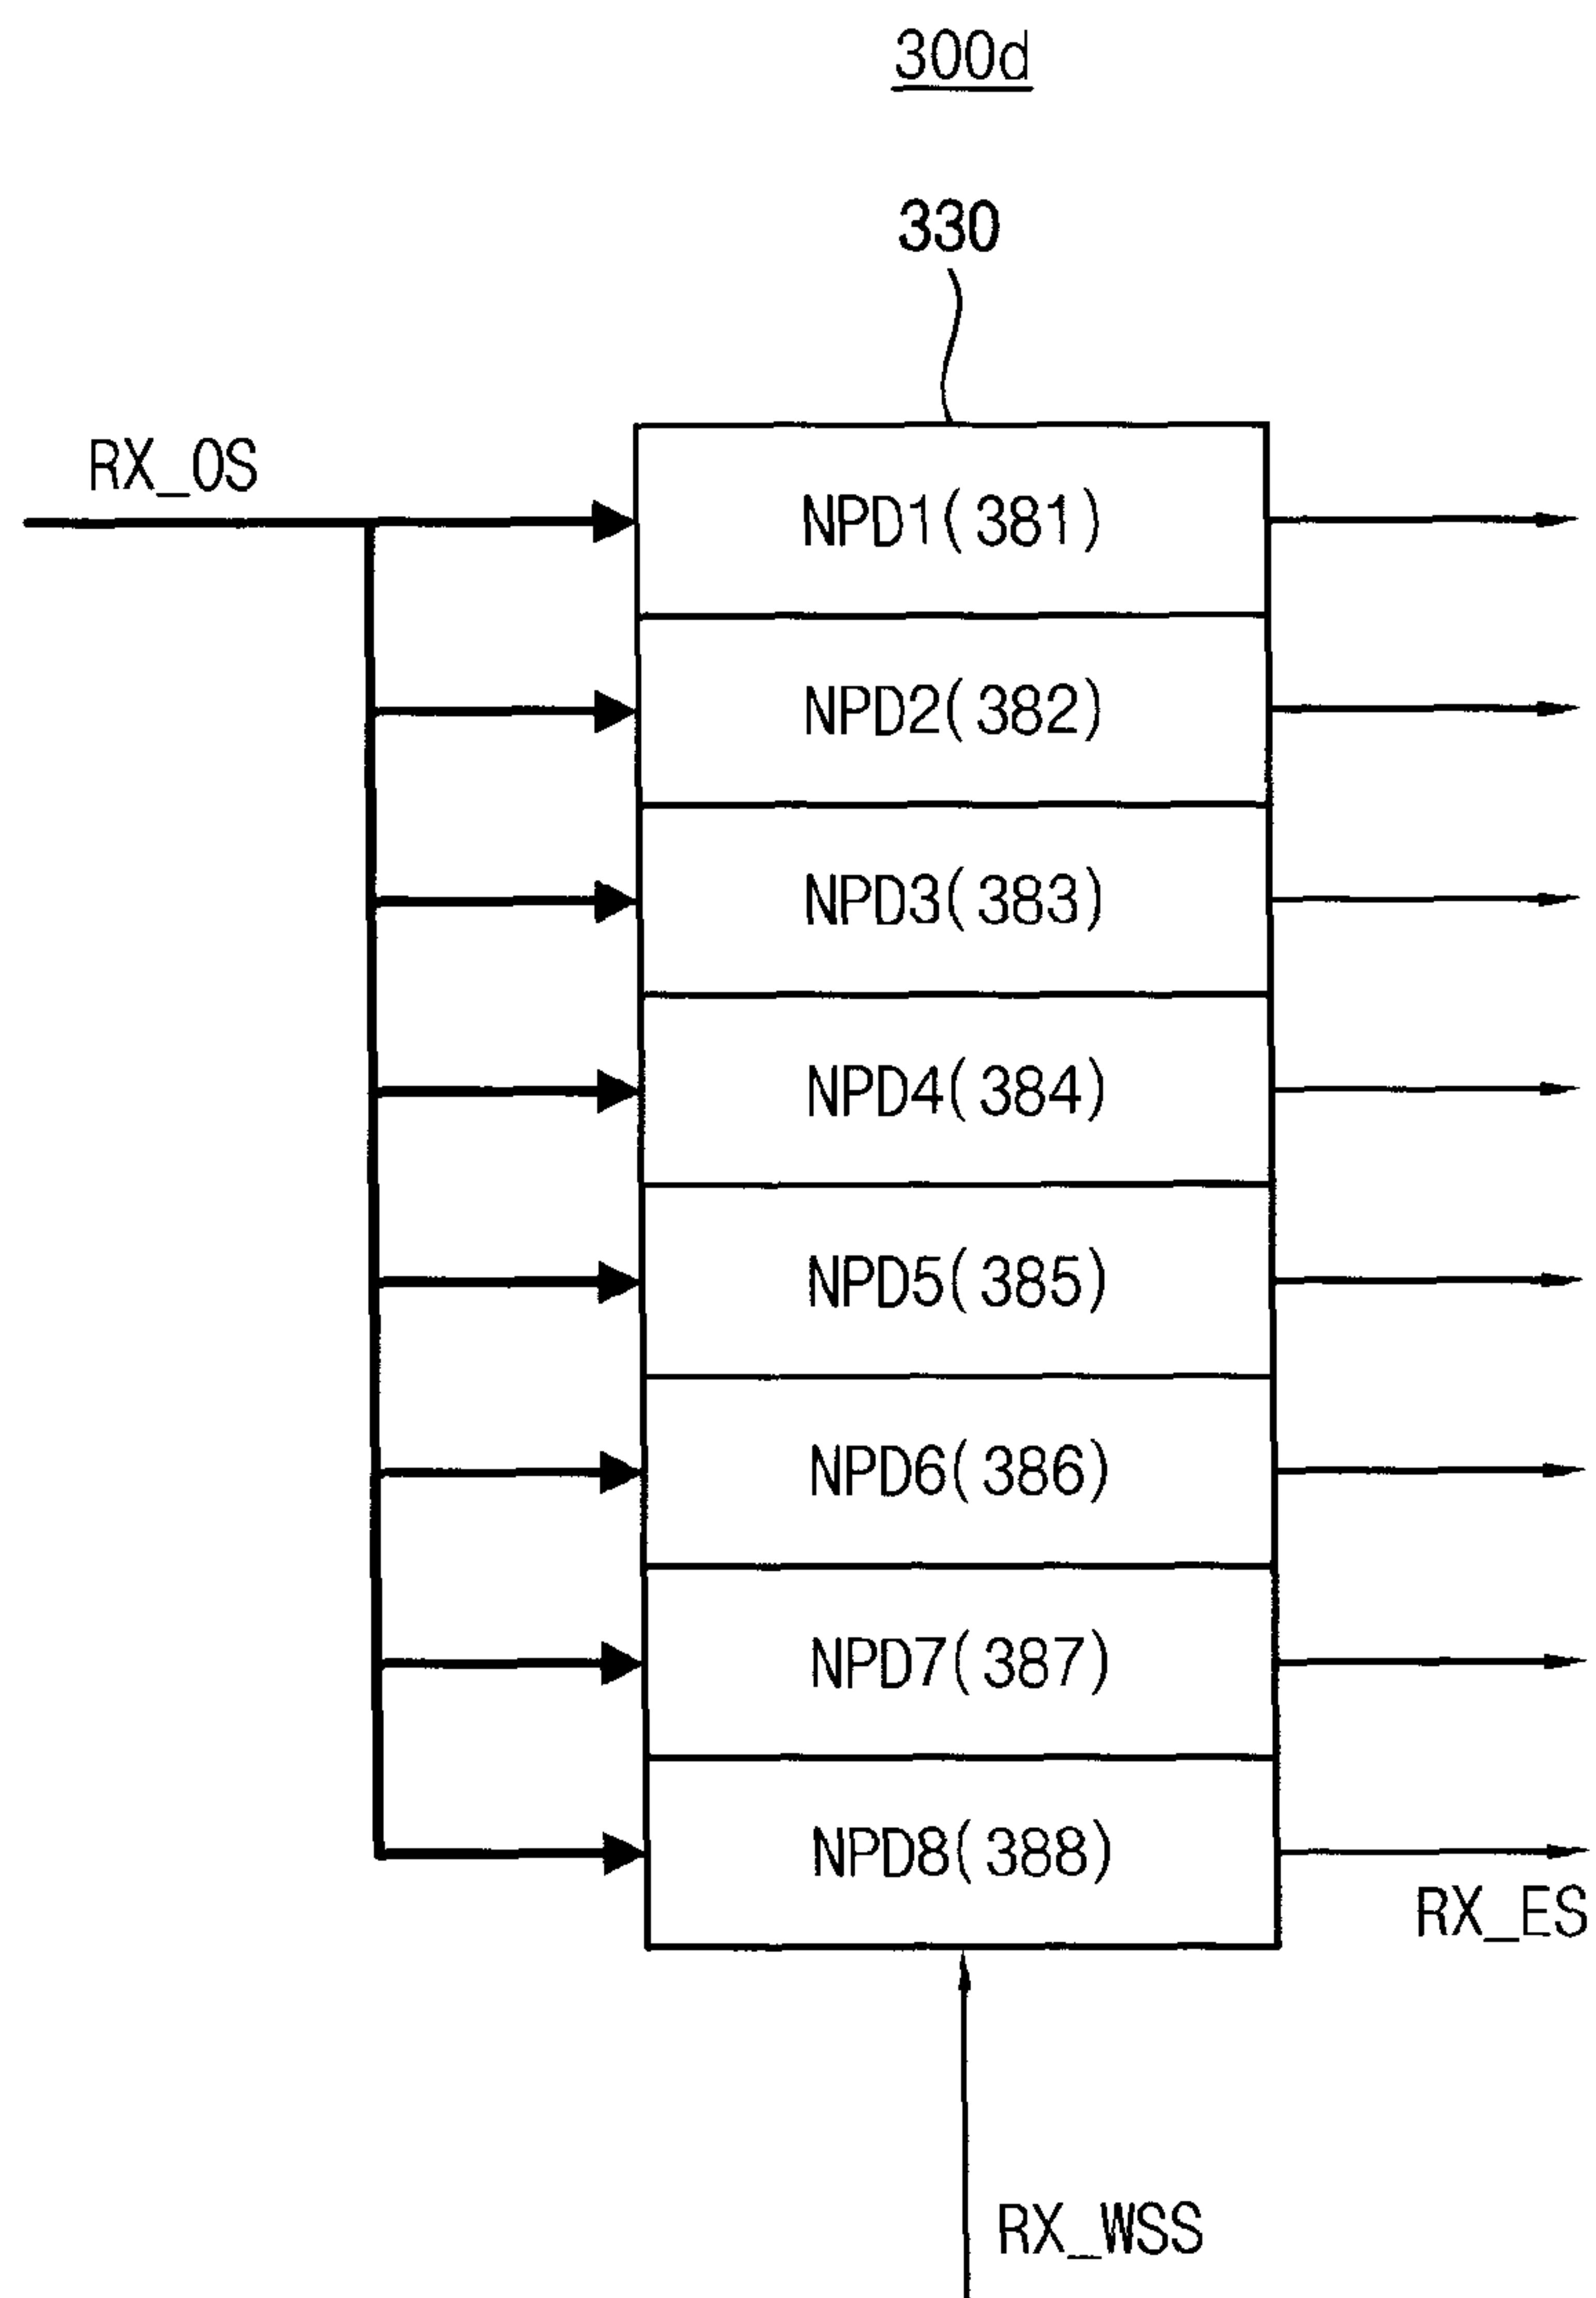 300d
330
RX_OS
NPD1(381)
NPD2(382)
NPD3(383)
NPD4(384)
NPD5(385)
NPD6(386)
NPD7(387)
NPD8(388)
RX_ES
RX_WSS